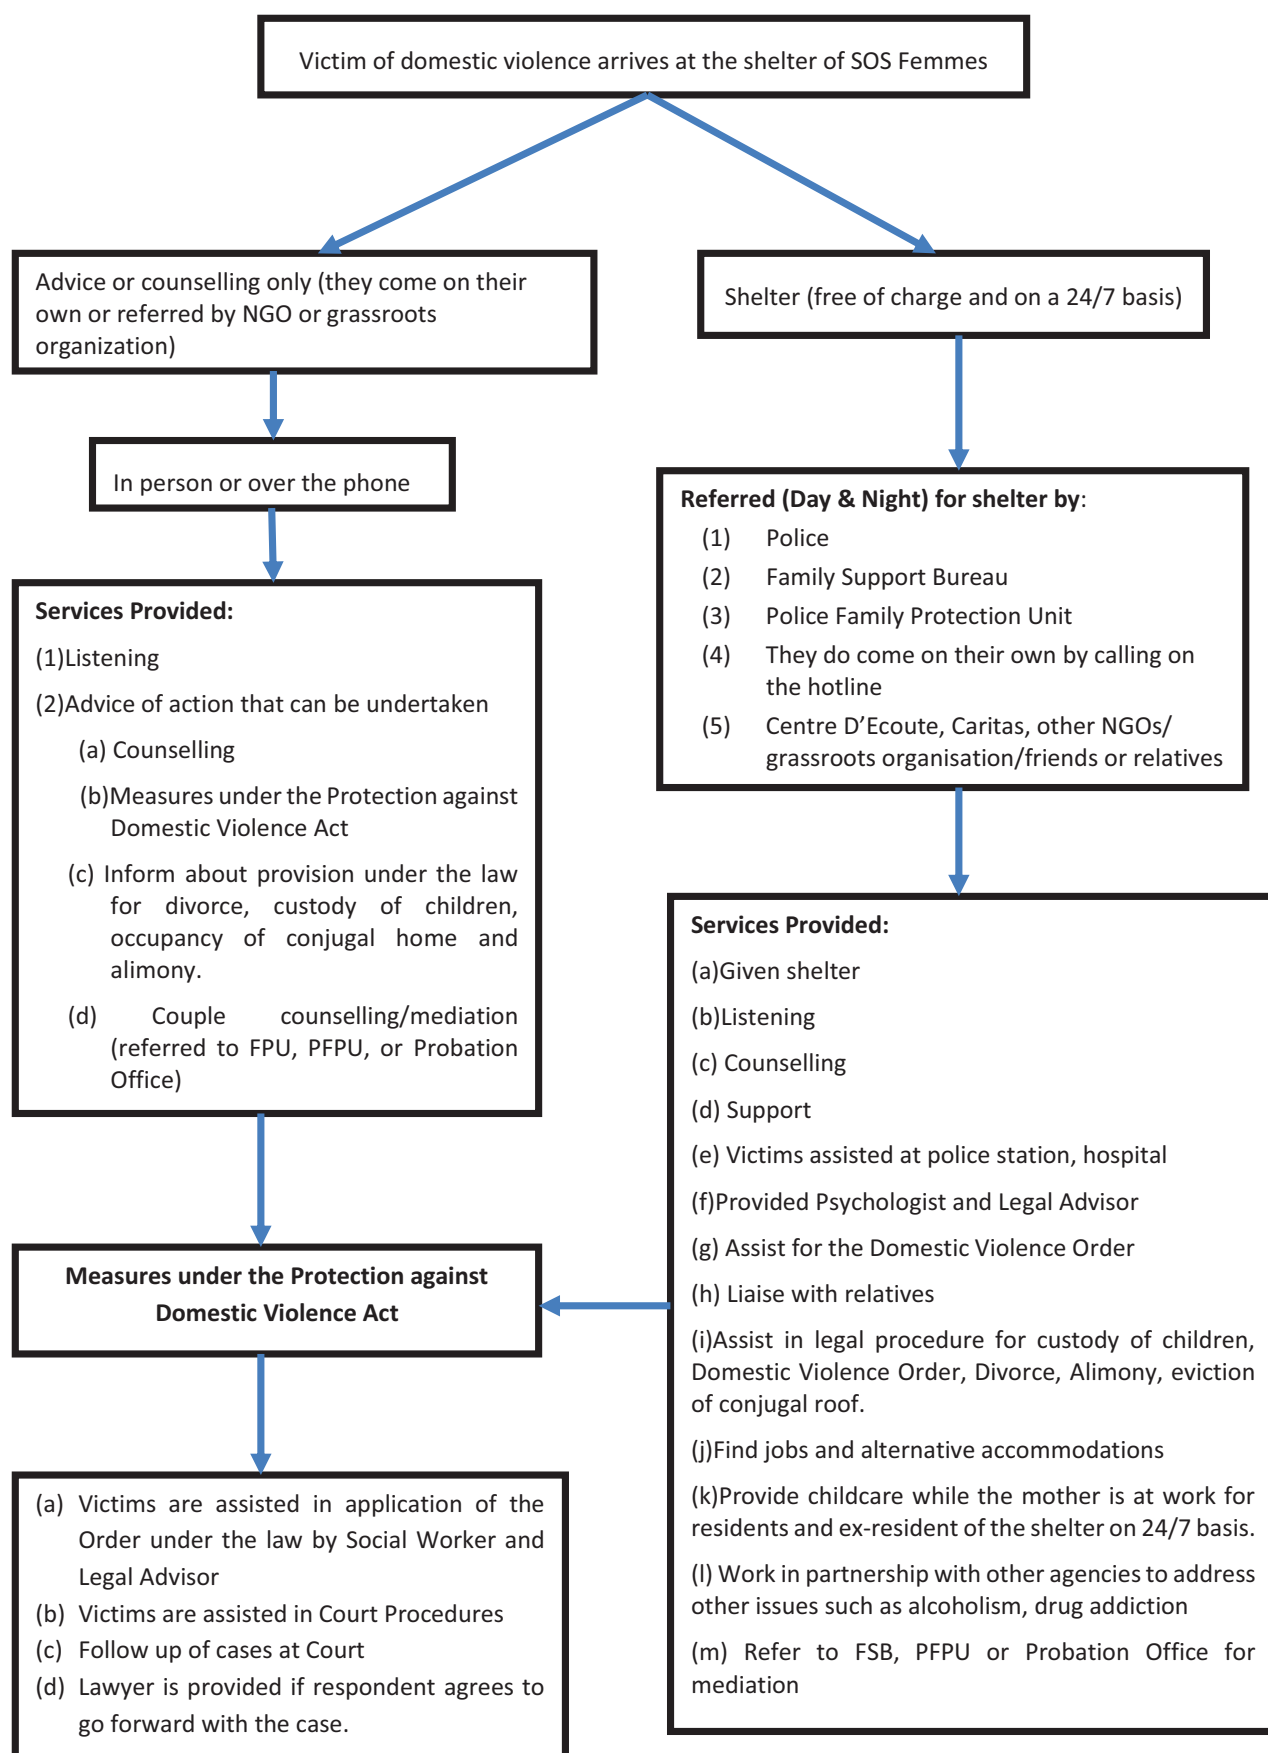 Victim of domestic violence arrives at the shelter of SOS Femmes
Advice or counselling only (they come on their
own or referred by NGO or grassroots
organization)
In person or over the phone
Services Provided:
(1)Listening
(2)Advice of action that can be undertaken
(a) Counselling
(b)Measures under the Protection against
Domestic Violence Act
(c) Inform about provision under the law
for divorce, custody of children,
occupancy of conjugal home and
alimony.
(d) Couple counselling/mediation
(referred to FPU, PFPU, or Probation
Office)
Measures under the Protection against
Domestic Violence Act
(a) Victims are assisted in application of the
Order under the law by Social Worker and
Legal Advisor
(b) Victims are assisted in Court Procedures
(c) Follow up of cases at Court
(d) Lawyer is provided if respondent agrees to
go forward with the case.
Shelter (free of charge and on a 24/7 basis)
Referred (Day & Night) for shelter by:
(1) Police
(2) Family Support Bureau
(3) Police Family Protection Unit
(4) They do come on their own by calling on
the hotline
(5) Centre D’Ecoute, Caritas, other NGOs/
grassroots organisation/friends or relatives
Services Provided:
(a)Given shelter
(b)Listening
(c) Counselling
(d) Support
(e) Victims assisted at police station, hospital
(f)Provided Psychologist and Legal Advisor
(g) Assist for the Domestic Violence Order
(h) Liaise with relatives
(i)Assist in legal procedure for custody of children,
Domestic Violence Order, Divorce, Alimony, eviction
of conjugal roof.
(j)Find jobs and alternative accommodations
(k)Provide childcare while the mother is at work for
residents and ex-resident of the shelter on 24/7 basis.
(l) Work in partnership with other agencies to address
other issues such as alcoholism, drug addiction
(m) Refer to FSB, PFPU or Probation Office for
mediation